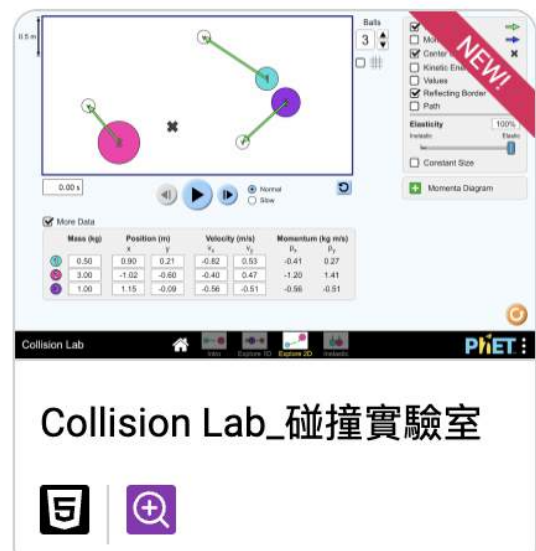 0.5 m
Balls
3
Center
Kinetic
Values
Reflecting Border
Path
Elasticity 100%
Inelastic Elastic
Constant Size
NEW!
0.00 s
Normal
Slow
Momenta Diagram
More Data
Mass (kg) Position (m) Velocity (m/s) Momentum (kg m/s)
x y vx vy px py
1 0.50 0.90 0.21 -0.82 0.53 -0.41 0.27
2 3.00 -1.02 -0.60 -0.40 0.47 -1.20 1.41
3 1.00 1.15 -0.09 -0.56 -0.51 -0.56 -0.51
Collision Lab
Intro Explore 1D Explore 2D Inelastic
PhET
Collision Lab_碰撞實驗室
5